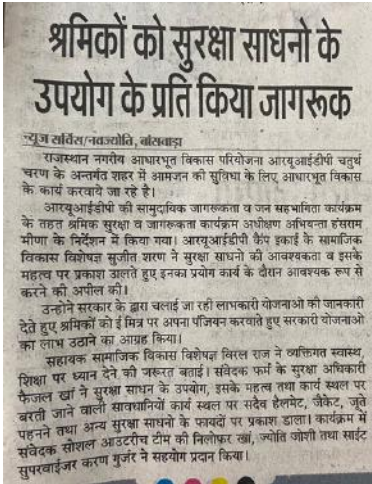 श्रमिकों को सुरक्षा साधनो के
उपयोग के प्रति किया जागरूक
न्यूज सर्विस/नवज्योति, बांसवाड़ा
राजस्थान नगरीय आधारभूत विकास परियोजना आरयूआईडीपी चतुर्थ
चरण के अन्तर्गत शहर में आमजन की सुविधा के लिए आधारभूत विकास
के कार्य करवाये जा रहे है।
आरयूआईडीपी की सामुदायिक जागरूकता व जन सहभागिता कार्यक्रम
के तहत श्रमिक सुरक्षा व जागरूकता कार्यक्रम अधीक्षण अभियन्ता हंसराम
मीणा के निर्देशन में किया गया। आरयूआईडीपी कैप इकाई के सामाजिक
विकास विशेषज्ञ सुजीत शरण ने सुरक्षा साधनो की आवश्यकता व इसके
महत्व पर प्रकाश डालते हुए इनका प्रयोग कार्य के दौरान आवश्यक रूप से
करने की अपील की।
उन्होने सरकार के द्वारा चलाई जा रही लाभकारी योजनाओ की जानकारी
देते हुए श्रमिकों को ई मित्र पर अपना पंजियन करवाते हुए सरकारी योजनाओ
का लाभ उठाने का आग्रह किया।
सहायक सामाजिक विकास विशेषज्ञ विरल राज ने व्यक्तिगत स्वास्थ,
शिक्षा पर ध्यान देने की जरूरत बताई। संवेदक फर्म के सुरक्षा अधिकारी
फैजल खां ने सुरक्षा साधन के उपयोग, इसके महत्व तथा कार्य स्थल पर
बरती जाने वाली सावधानियों कार्य स्थल पर सदैव हैलमेट, जैकेट, जूते
पहनने तथा अन्य सुरक्षा साधनो के फायदों पर प्रकाश डाला। कार्यक्रम में
संवेदक सोशल आउटरीच टीम की निलोफर खां, ज्योति जोशी तथा साईट
सुपरवाईजर करण गुर्जर ने सहयोग प्रदान किया।